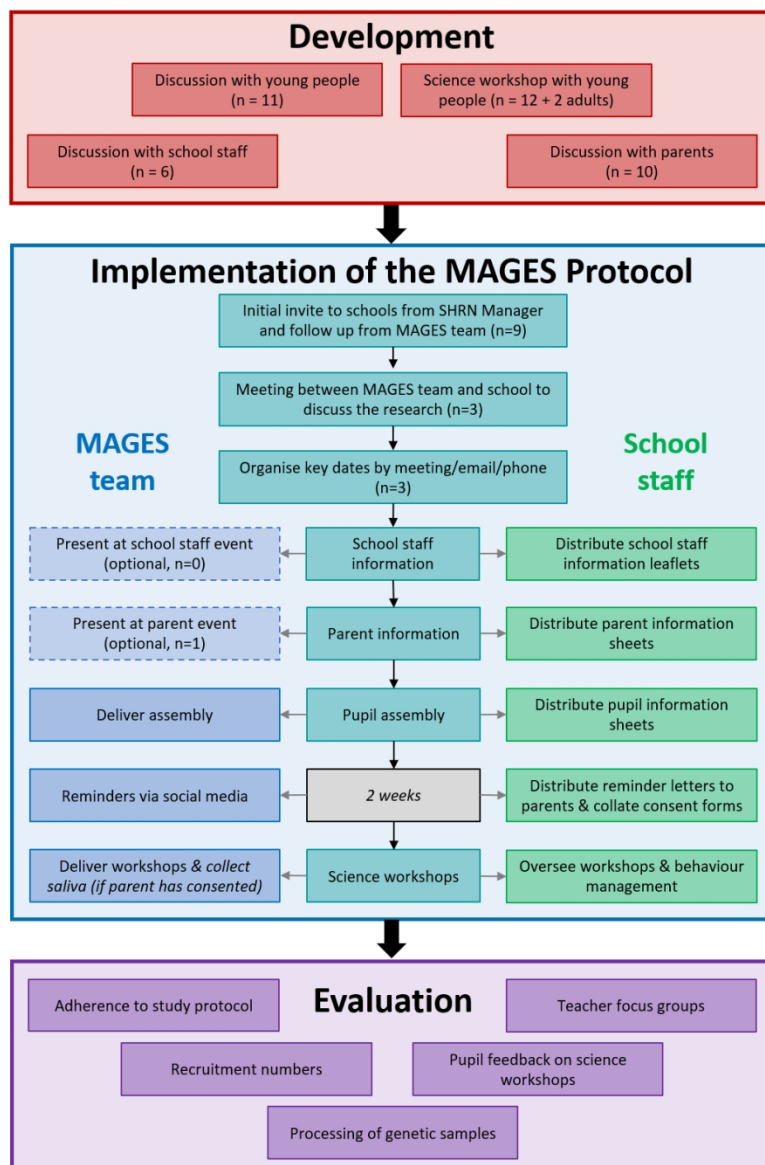 Development
Discussion with young people
(n = 11)
Science workshop with young
people (n = 12 + 2 adults)
Discussion with school staff
(n = 6)
Discussion with parents
(n = 10)
Implementation of the MAGES Protocol
Initial invite to schools from SHRN Manager
and follow up from MAGES team (n=9)
Meeting between MAGES team and school to
discuss the research (n=3)
MAGES
team
School
staff
Organise key dates by meeting/email/phone
(n=3)
Present at school staff event
(optional, n=0)
School staff
information
Distribute school staff
information leaflets
Present at parent event
(optional, n=1)
Parent information
Distribute parent information
sheets
Deliver assembly
Pupil assembly
Distribute pupil information
sheets
Reminders via social media
2 weeks
Distribute reminder letters to
parents & collate consent forms
Deliver workshops & collect
saliva (if parent has consented)
Science workshops
Oversee workshops & behaviour
management
Evaluation
Adherence to study protocol
Teacher focus groups
Recruitment numbers
Pupil feedback on science
workshops
Processing of genetic samples